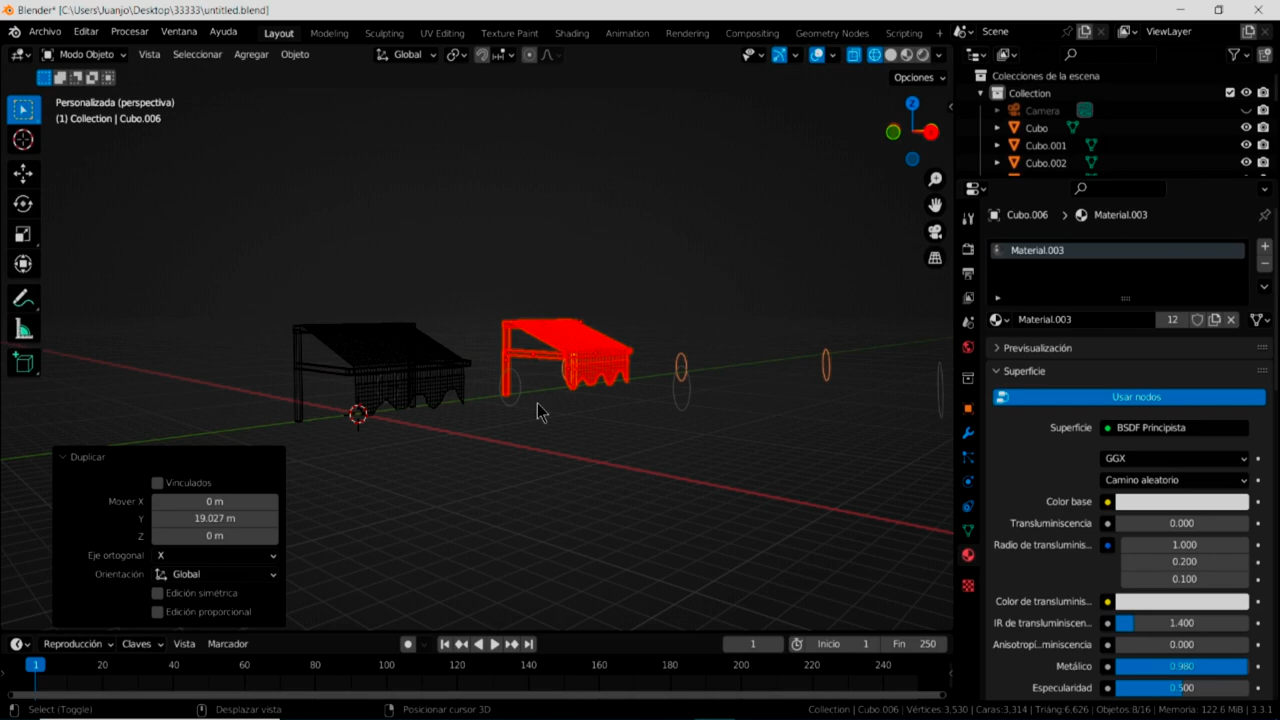 Blender* [C:\Users\Juanjo\Desktop\33333\untitled.blend]
Archivo Editar Procesar Ventana Ayuda Layout Modeling Sculpting UV Editing Texture Paint Shading Animation Rendering Compositing Geometry Nodes Scripting + Scene ViewLayer
Modo Objeto Vista Seleccionar Agregar Objeto Global
Opciones
Personalizada (perspectiva)
(1) Collection | Cubo.006
Z
Colecciones de la escena
Collection
Camera
Cubo
Cubo.001
Cubo.002
Cubo.006 > Material.003
Material.003
Material.003 12
Previsualización
Superficie
Usar nodos
Superficie BSDF Principista
GGX
Camino aleatorio
Color base
Transluminiscencia 0.000
Radio de transluminis... 1.000
0.200
0.100
Color de transluminis...
IR de transluminiscen... 1.400
Anisotropí...miniscencia 0.000
Metálico 0.980
Especularidad 0.500
Duplicar
Vinculados
Mover X 0 m
Y 19.027 m
Z 0 m
Eje ortogonal X
Orientación Global
Edición simétrica
Edición proporcional
Reproducción Claves Vista Marcador 1 Inicio 1 Fin 250
1 20 40 60 80 100 120 140 160 180 200 220 240
Select (Toggle) Desplazar vista Posicionar cursor 3D Collection | Cubo.006 | Vértices:3,530 | Caras:3,314 | Triáng:6,626 | Objetos:8/16 | Memoria: 122.6 MiB | 3.3.1